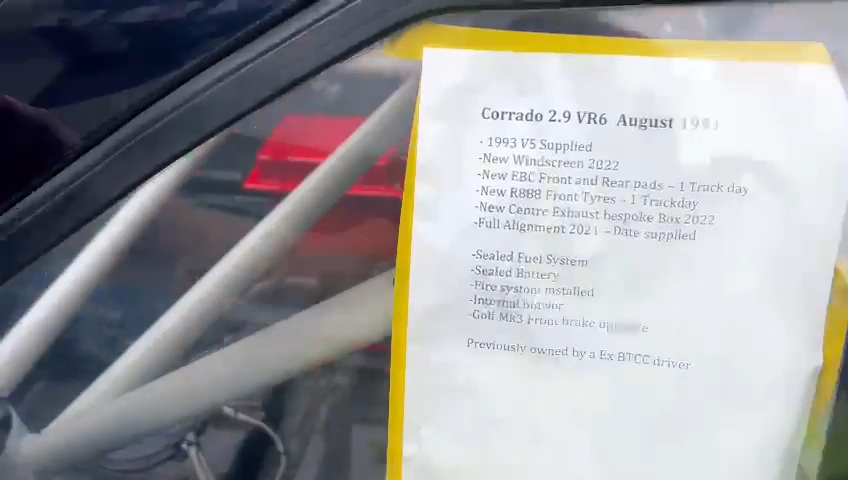 Corrado 2.9 VR6 August 1993
- 1993 V5 Supplied
-New Windscreen 2022
-New EBC Front and Rear pads – 1 Track day
-New R888 Front Tyres – 1 Trackday
-New Centre Exhaust bespoke Box 2022
-Full Alignment 2021 – Date supplied
-Sealed Fuel System
-Sealed Battery
-Fire system installed
-Internal
-Golf Mk3 Front brake
Previously owned by a Ex BTCC driver